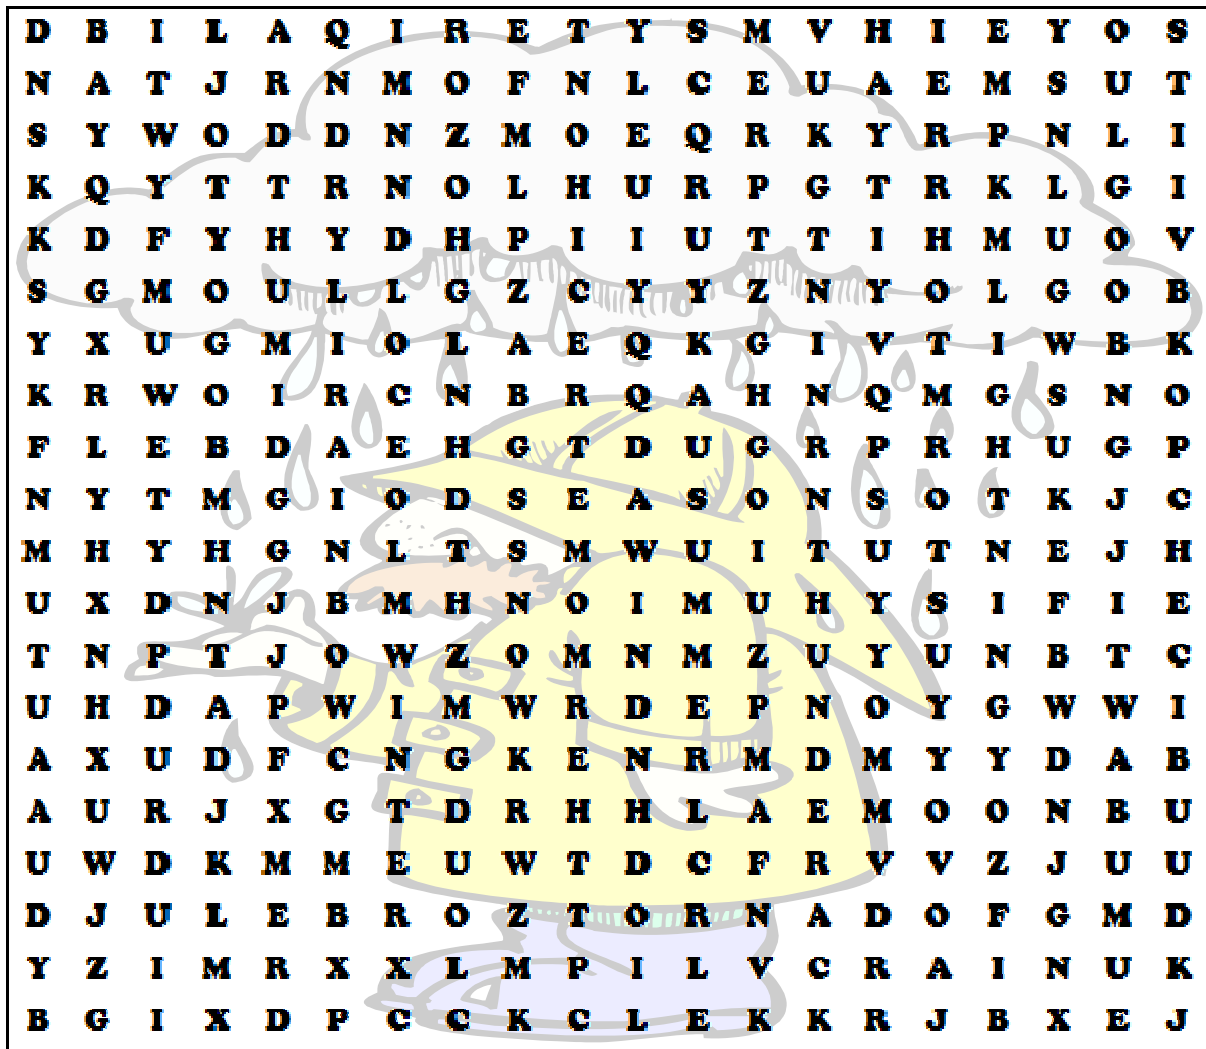 D B I L A Q I R E T Y S M V H I E Y O S
N A T J R N M O F N L C E U A E M S U T
S Y W O D D N Z M O E Q R K Y R P N L I
K Q Y T T R N O L H U R P G T R K L G I
K D F Y H Y D H P I I U T T I H M U O V
S G M O U L L G Z C Y Y Z N Y O L G O B
Y X U G M I O L A E Q K G I V T I W B K
K R W O I R C N B R Q A H N Q M G S N O
F L E B D A E H G T D U G R P R H U G P
N Y T M G I O D S E A S O N S O T K J C
M H Y H G N L T S M W U I T U T N E J H
U X D N J B M H N O I M U H Y S I F I E
T N P T J O W Z O M N M Z U Y U N B T C
U H D A P W I M W R D E P N O Y G W W I
A X U D F C N G K E N R M D M Y Y D A B
A U R J X G T D R H H L A E M O O N B U
U W D K M M E U W T D C F R V V Z J U U
D J U L E B R O Z T O R N A D O F G M D
Y Z I M R X X L M P I L V C R A I N U K
B G I X D P C C K C L E K K R J B X E J